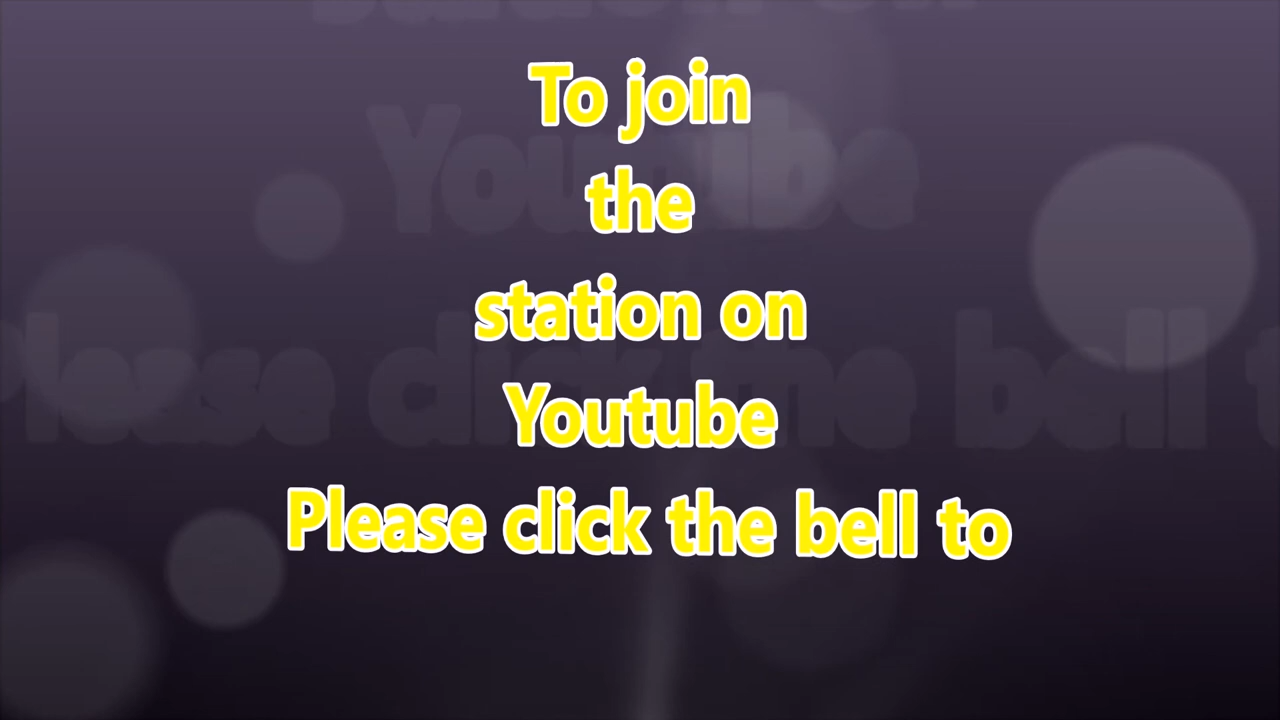 To join
the
station on
Youtube
Please click the bell to